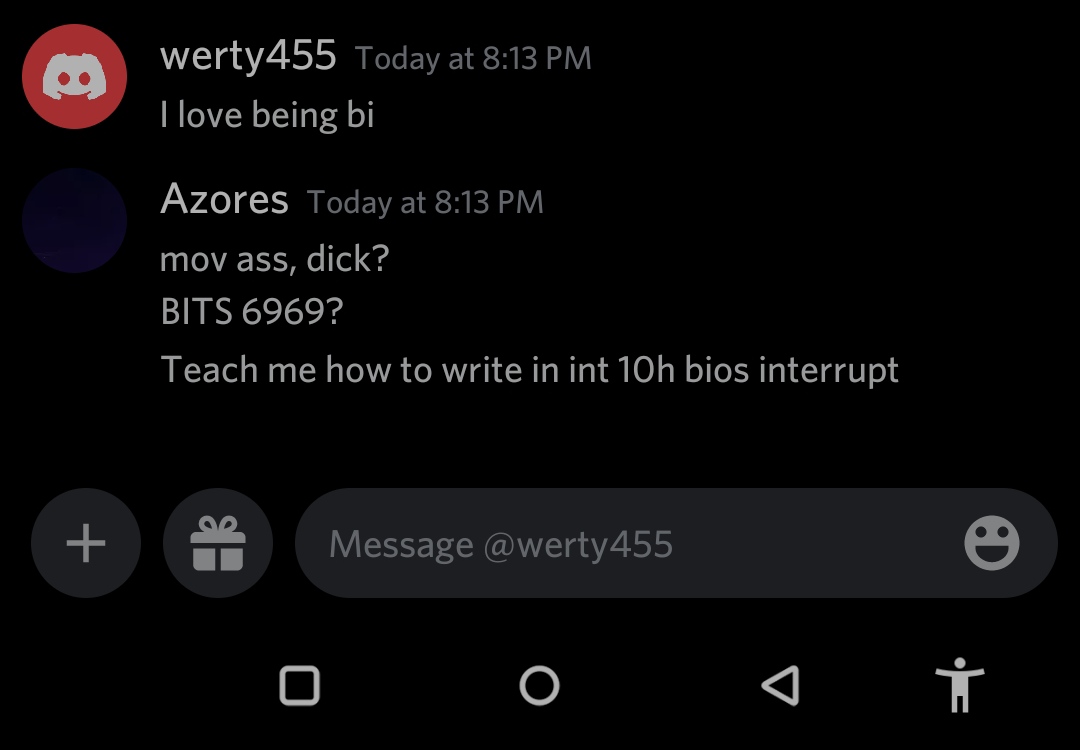 werty455 Today at 8:13 PM
I love being bi
Azores Today at 8:13 PM
mov ass, dick?
BITS 6969?
Teach me how to write in int 10h bios interrupt
Message @werty455